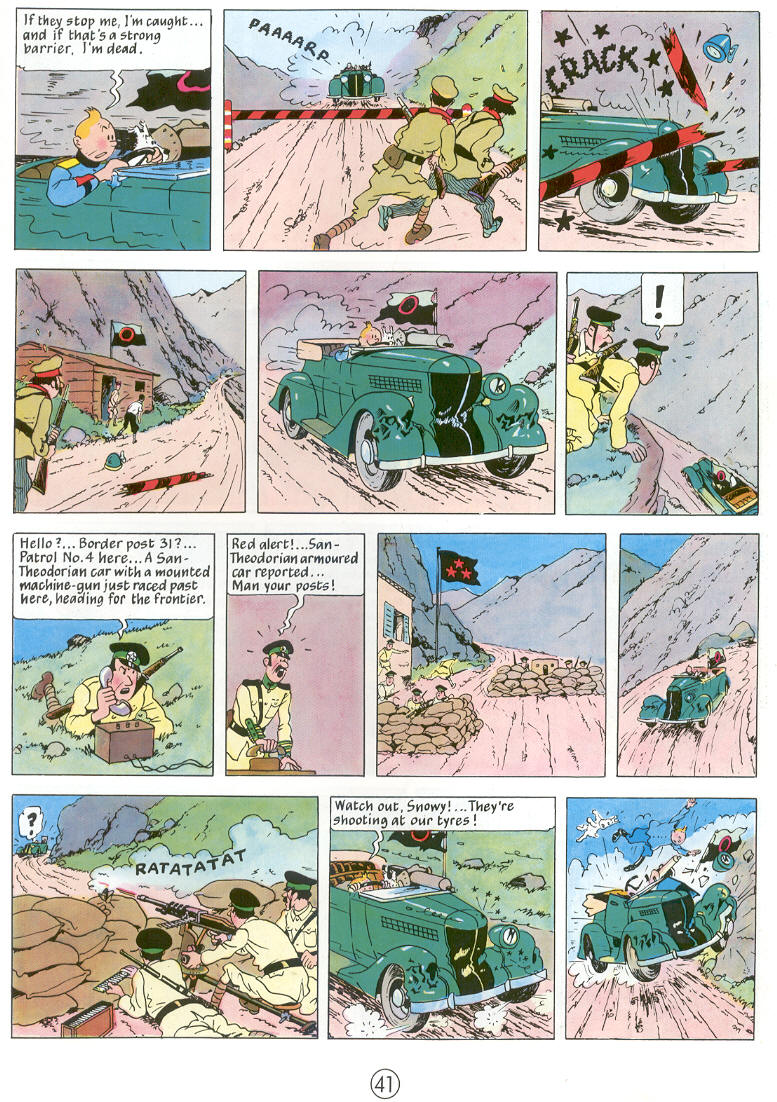 If they stop me, I'm caught...
and if that's a strong
barrier, I'm dead.
PAAAARP
CRACK
!
Hello?... Border post 31?...
Patrol No.4 here... A San-
Theodorian car with a mounted
machine-gun just raced past
here, heading for the frontier.
Red alert!...San-
Theodorian armoured
car reported...
Man your posts!
?
!
RATATATAT
Watch out, Snowy!...They're
shooting at our tyres!
41